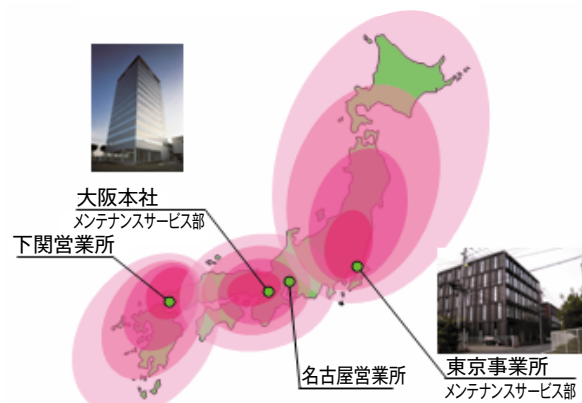 大阪本社
メンテナンスサービス部
下関営業所
名古屋営業所
東京事業所
メンテナンスサービス部